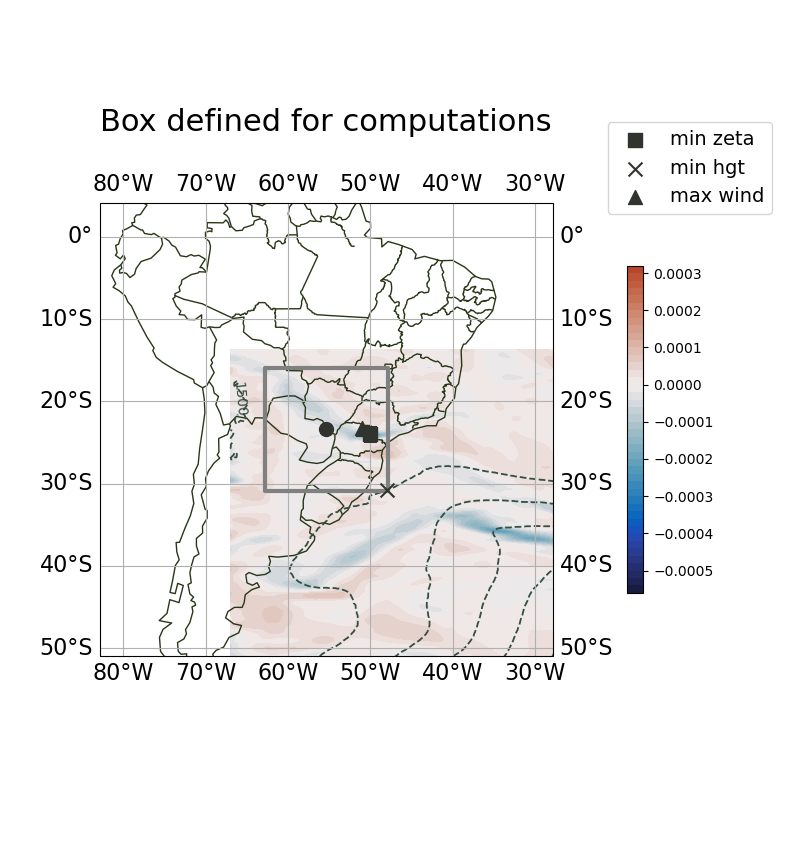 Box defined for computations
min zeta
min hgt
max wind
80°W 70°W 60°W 50°W 40°W 30°W
0° 0°
10°S 10°S
20°S 20°S
30°S 30°S
40°S 40°S
50°S 50°S
80°W 70°W 60°W 50°W 40°W 30°W
0.0003
0.0002
0.0001
0.0000
−0.0001
−0.0002
−0.0003
−0.0004
−0.0005